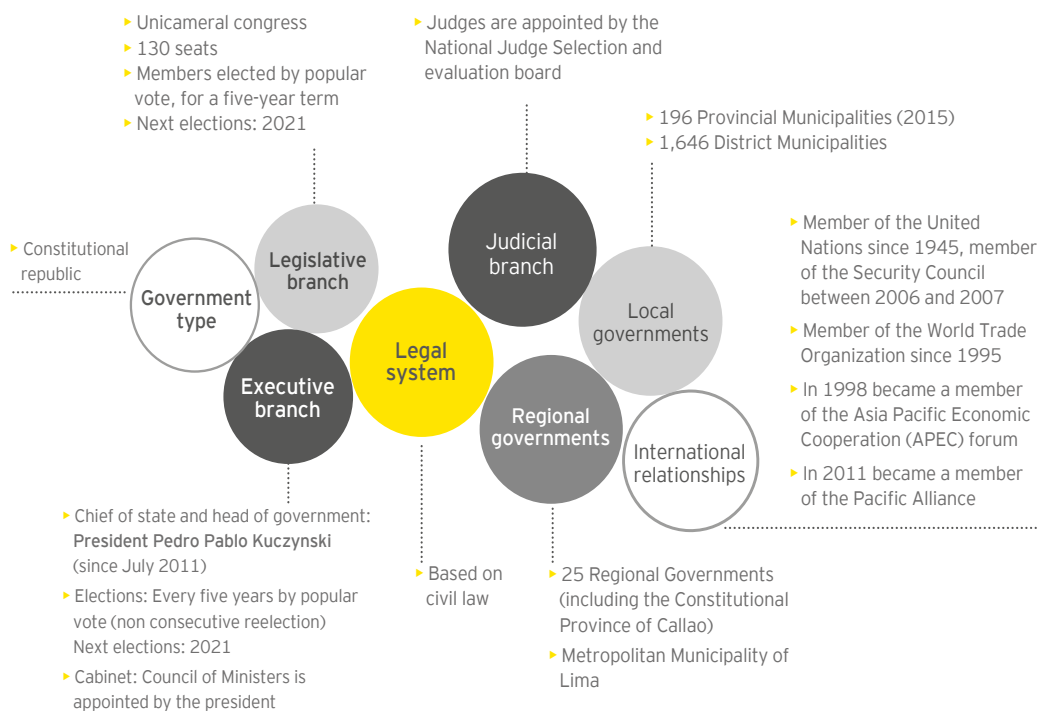 ▸ Unicameral congress
▸ 130 seats
▸ Members elected by popular
vote, for a five-year term
▸ Next elections: 2021
▸ Judges are appointed by the
National Judge Selection and
evaluation board
▸ 196 Provincial Municipalities (2015)
▸ 1,646 District Municipalities
▸ Constitutional
republic
Government
type
Legislative
branch
Executive
branch
Legal
system
Judicial
branch
Regional
governments
Local
governments
International
relationships
▸ Member of the United
Nations since 1945, member
of the Security Council
between 2006 and 2007
▸ Member of the World Trade
Organization since 1995
▸ In 1998 became a member
of the Asia Pacific Economic
Cooperation (APEC) forum
▸ In 2011 became a member
of the Pacific Alliance
▸ Chief of state and head of government:
President Pedro Pablo Kuczynski
(since July 2011)
▸ Elections: Every five years by popular
vote (non consecutive reelection)
Next elections: 2021
▸ Cabinet: Council of Ministers is
appointed by the president
▸ Based on
civil law
▸ 25 Regional Governments
(including the Constitutional
Province of Callao)
▸ Metropolitan Municipality of
Lima